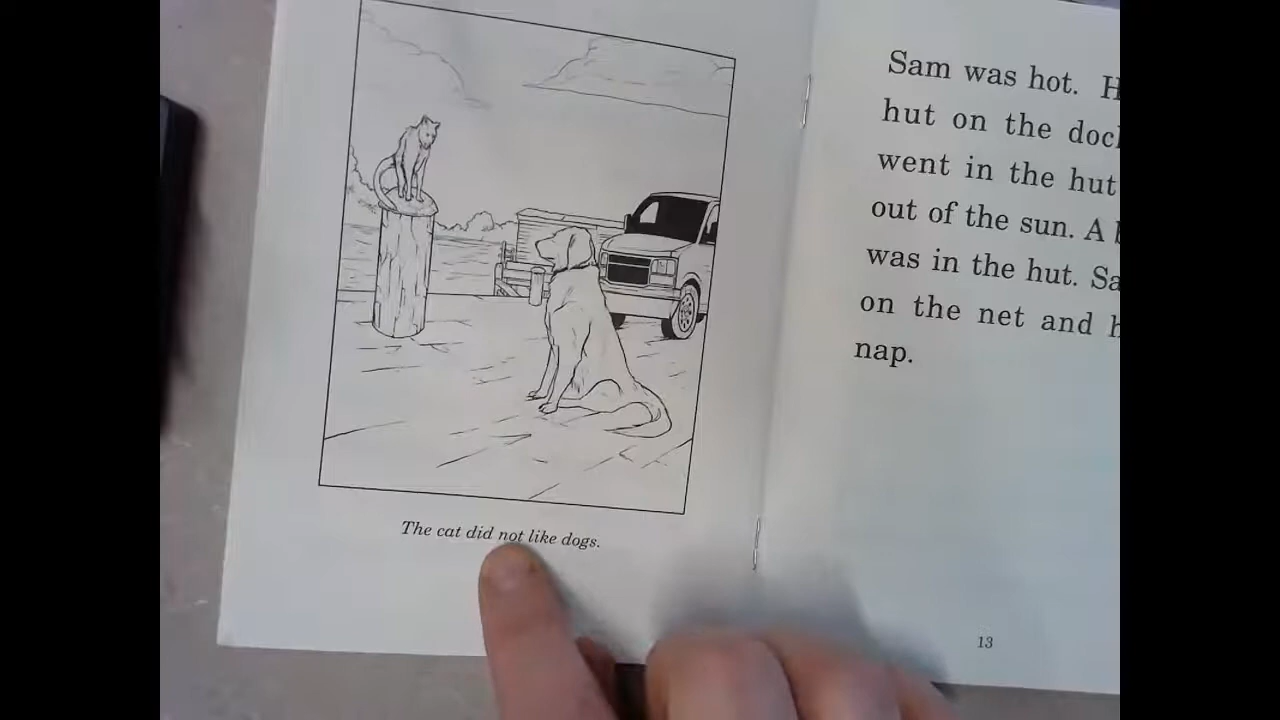 The cat did not like dogs.
Sam was hot.
hut on the
went in the hut
out of the sun. A
was in the hut.
on the net and
nap.
13